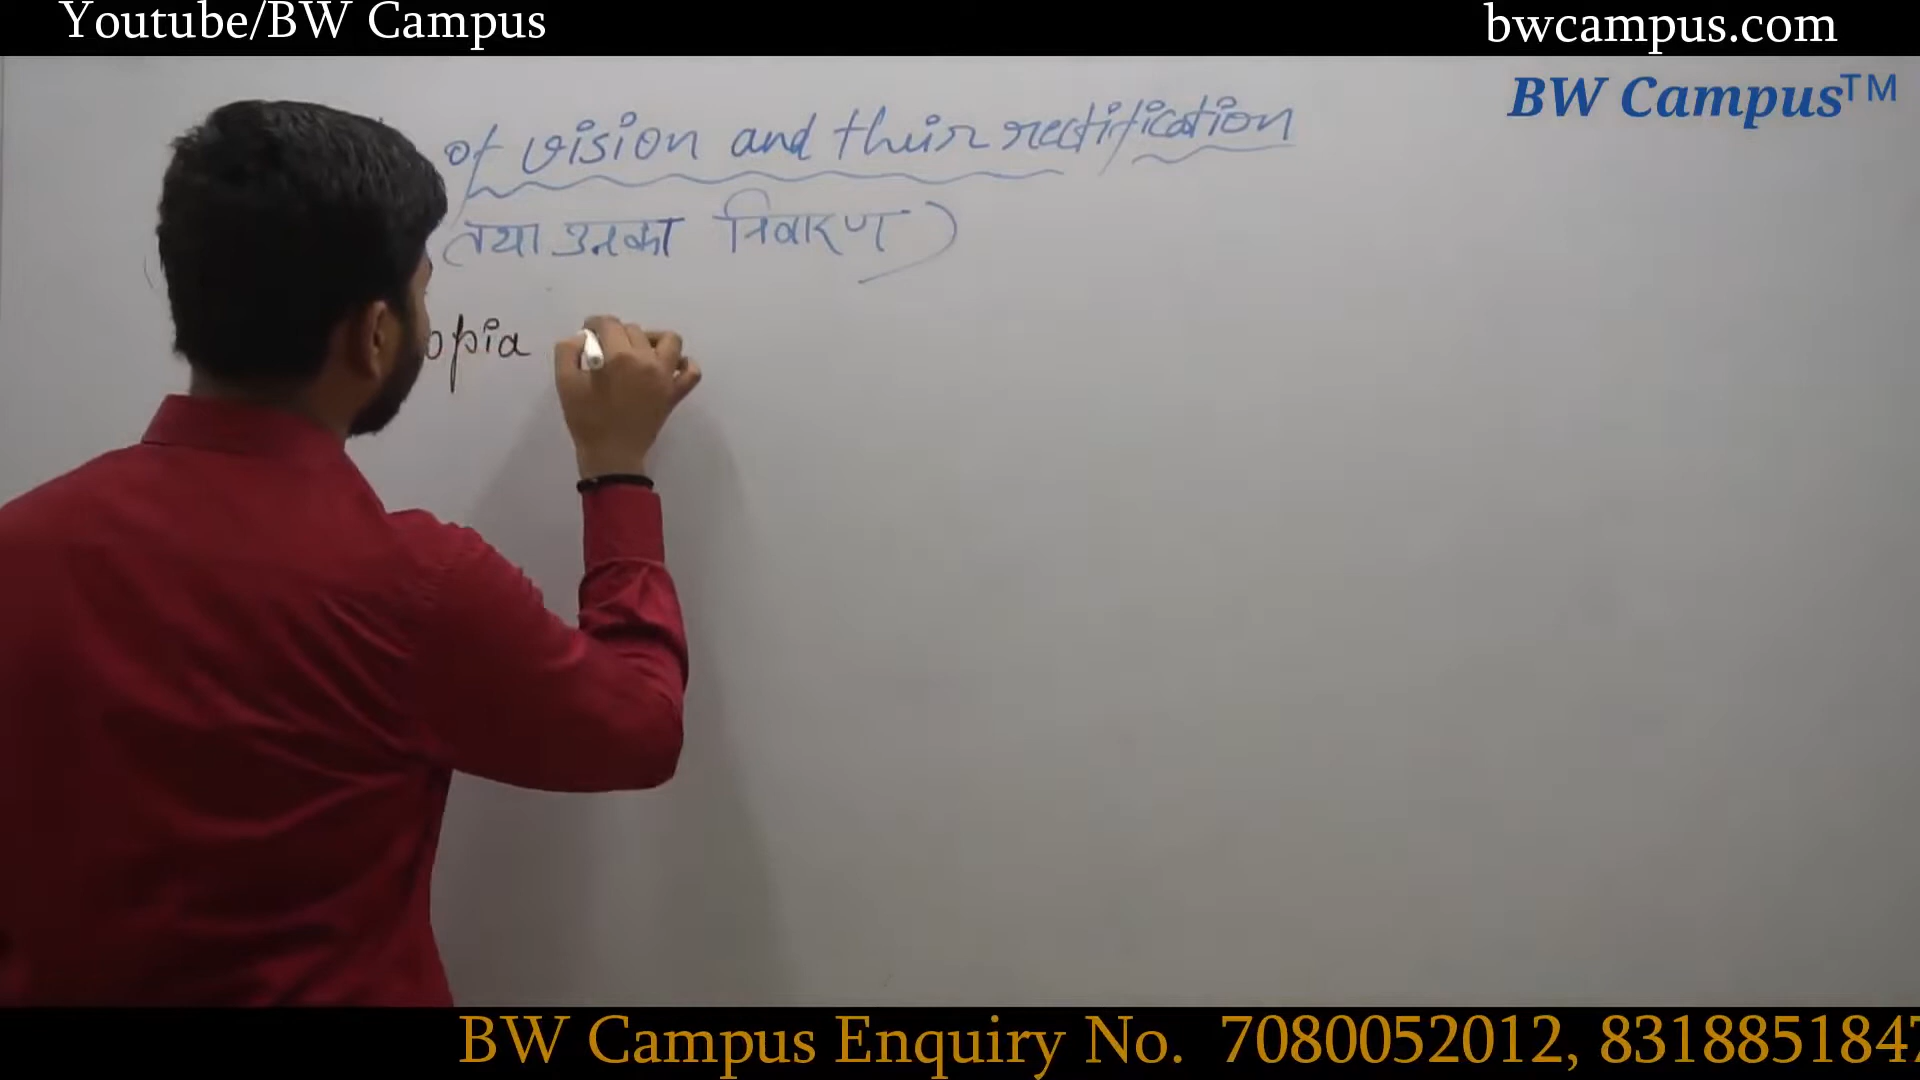 Youtube/BW Campus
bwcampus.com
BW Campus™
of vision and their rectification
(तथा उनका निवारण)
opia
BW Campus Enquiry No. 7080052012, 831885184